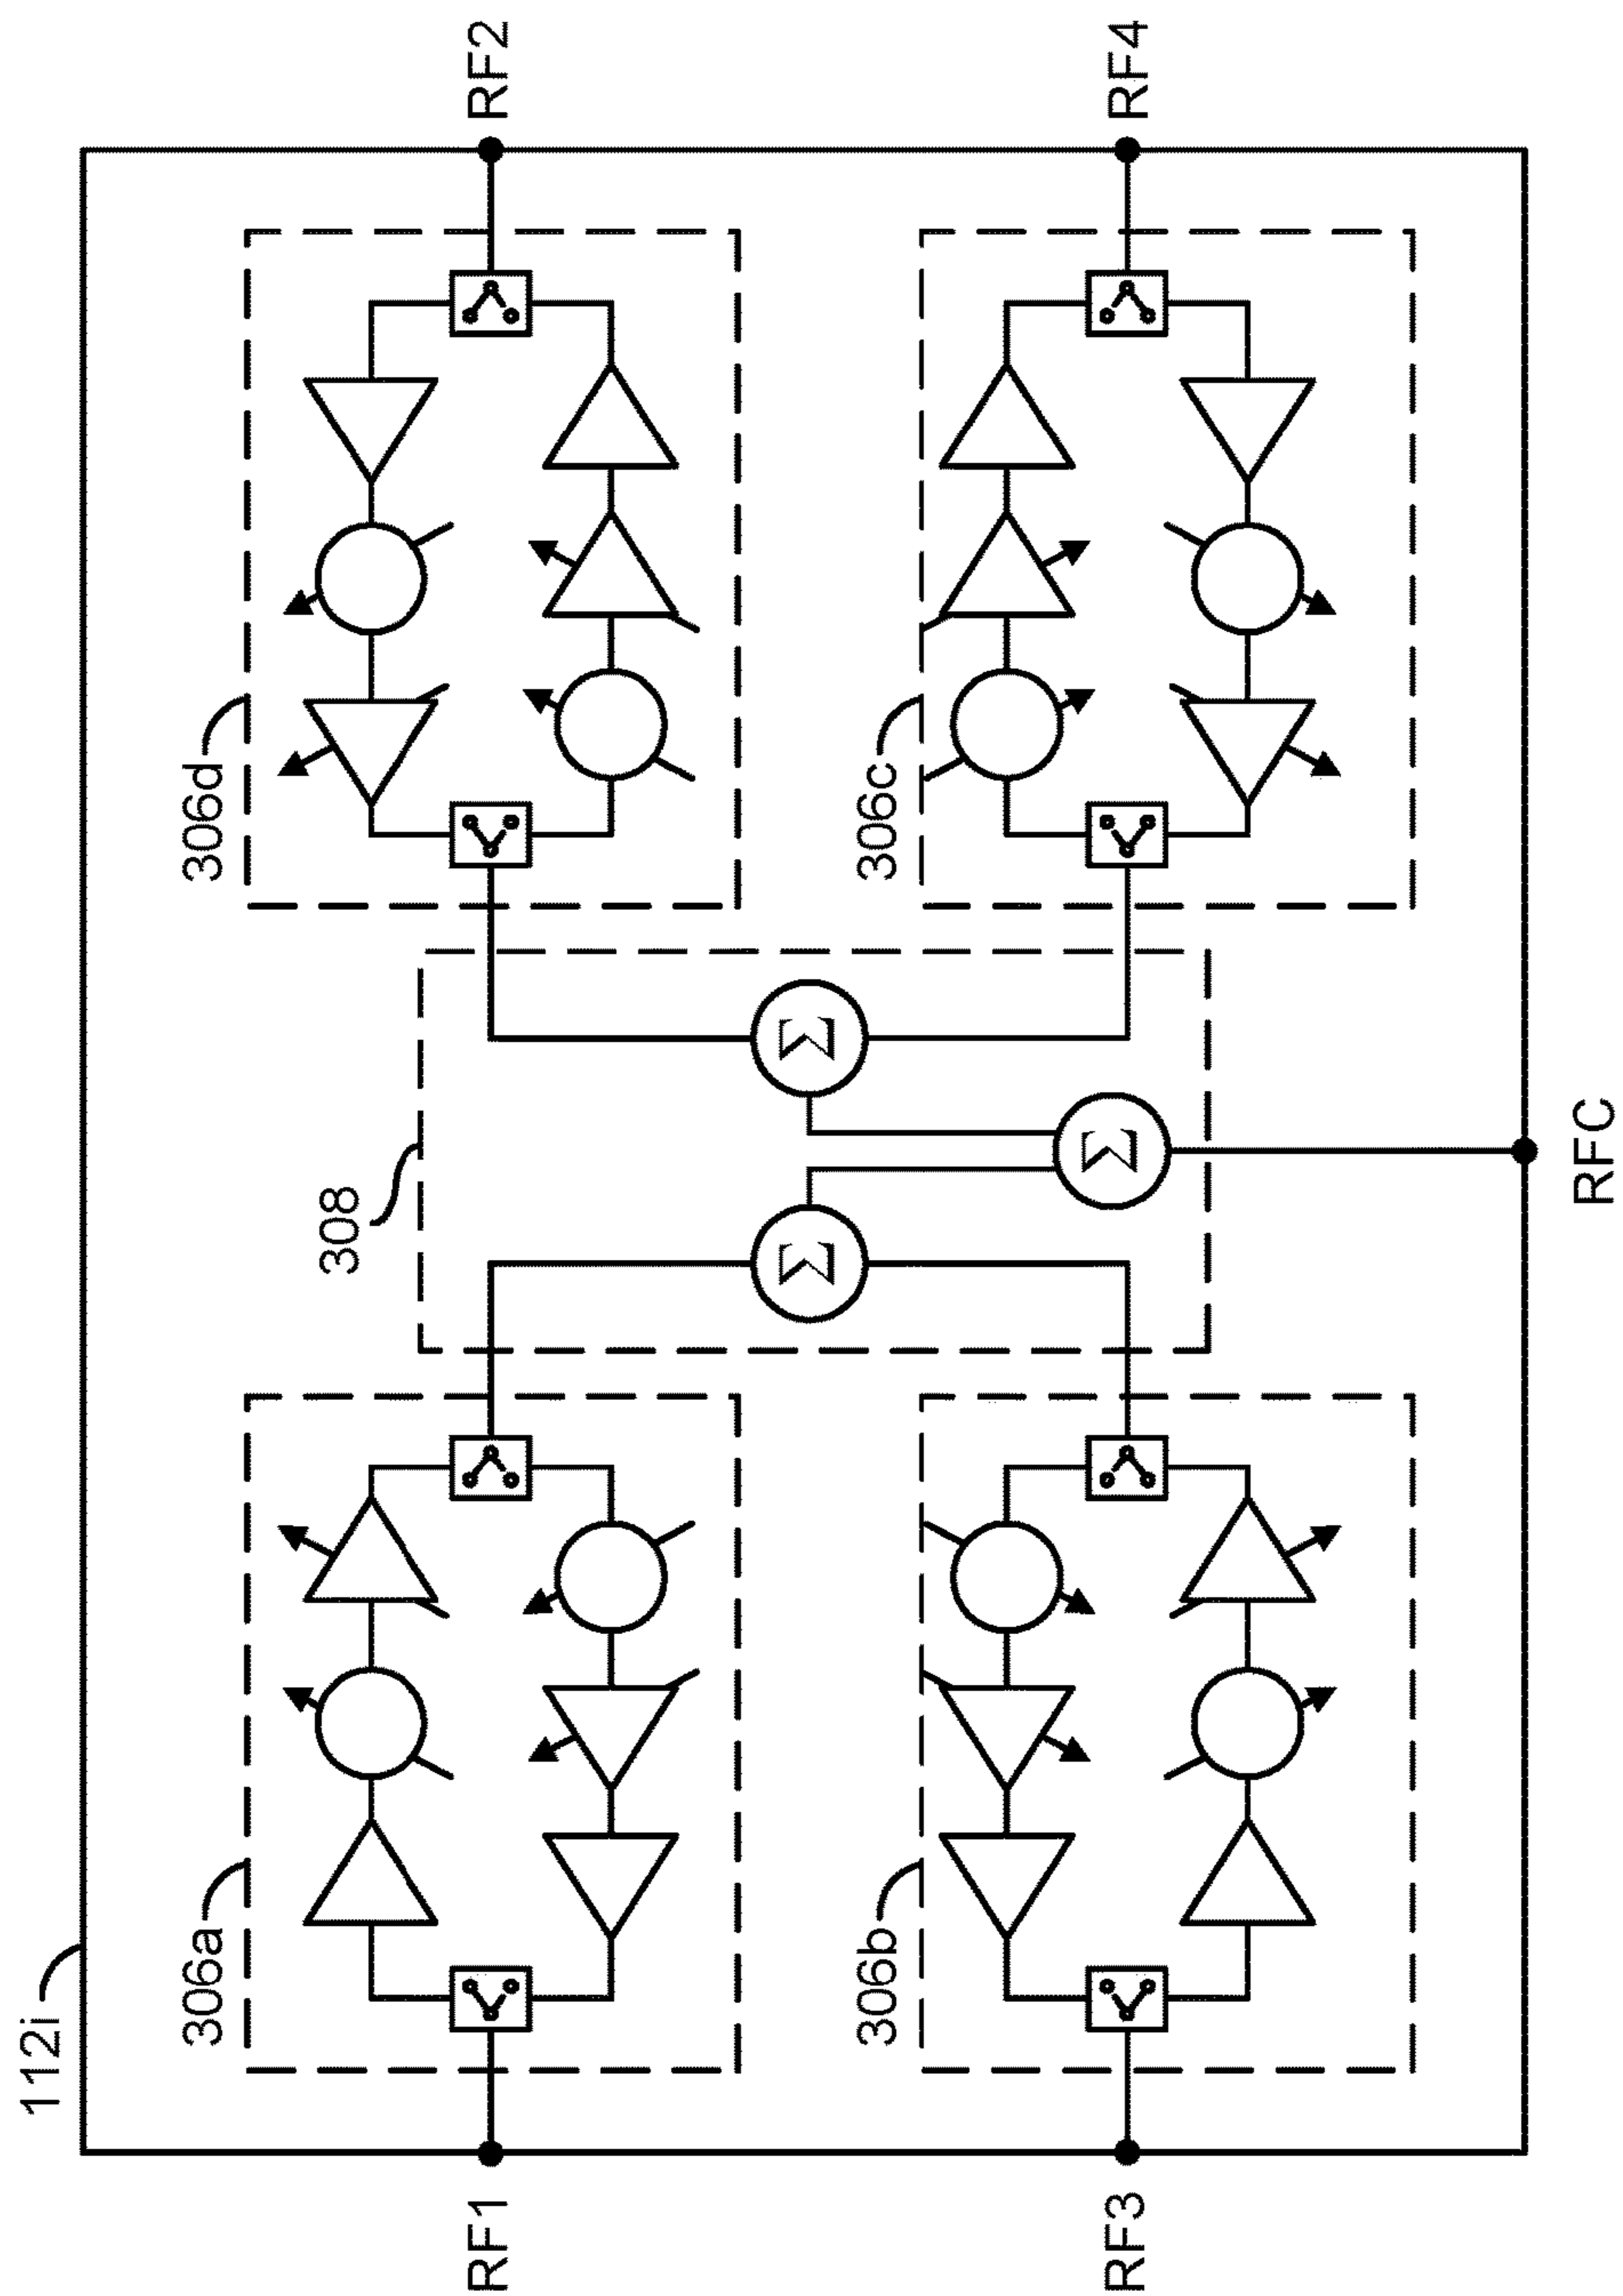 112i
306a
306d
RF1
RF2
308
Σ
Σ
Σ
306b
306c
RF3
RF4
RFC